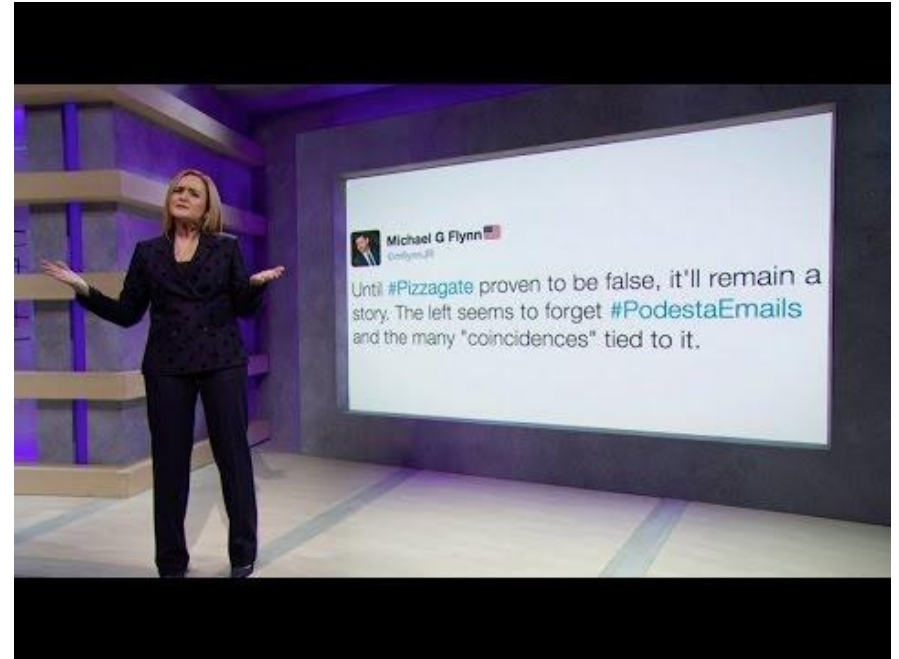 Michael G Flynn
@mflynnJR
Until #Pizzagate proven to be false, it'll remain a
story. The left seems to forget #PodestaEmails
and the many "coincidences" tied to it.